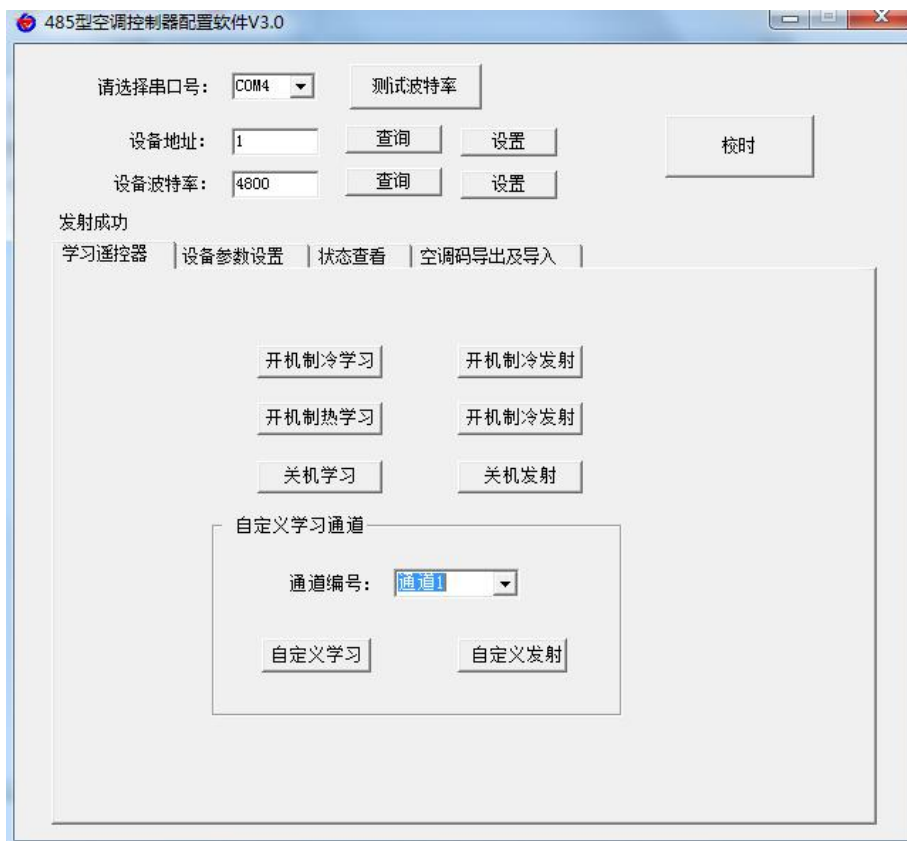 485型空调控制器配置软件V3.0
请选择串口号： COM4 测试波特率
设备地址： 1 查询 设置 校时
设备波特率： 4800 查询 设置
发射成功
学习遥控器 设备参数设置 状态查看 空调码导出及导入
开机制冷学习 开机制冷发射
开机制热学习 开机制冷发射
关机学习 关机发射
自定义学习通道
通道编号： 通道1
自定义学习 自定义发射